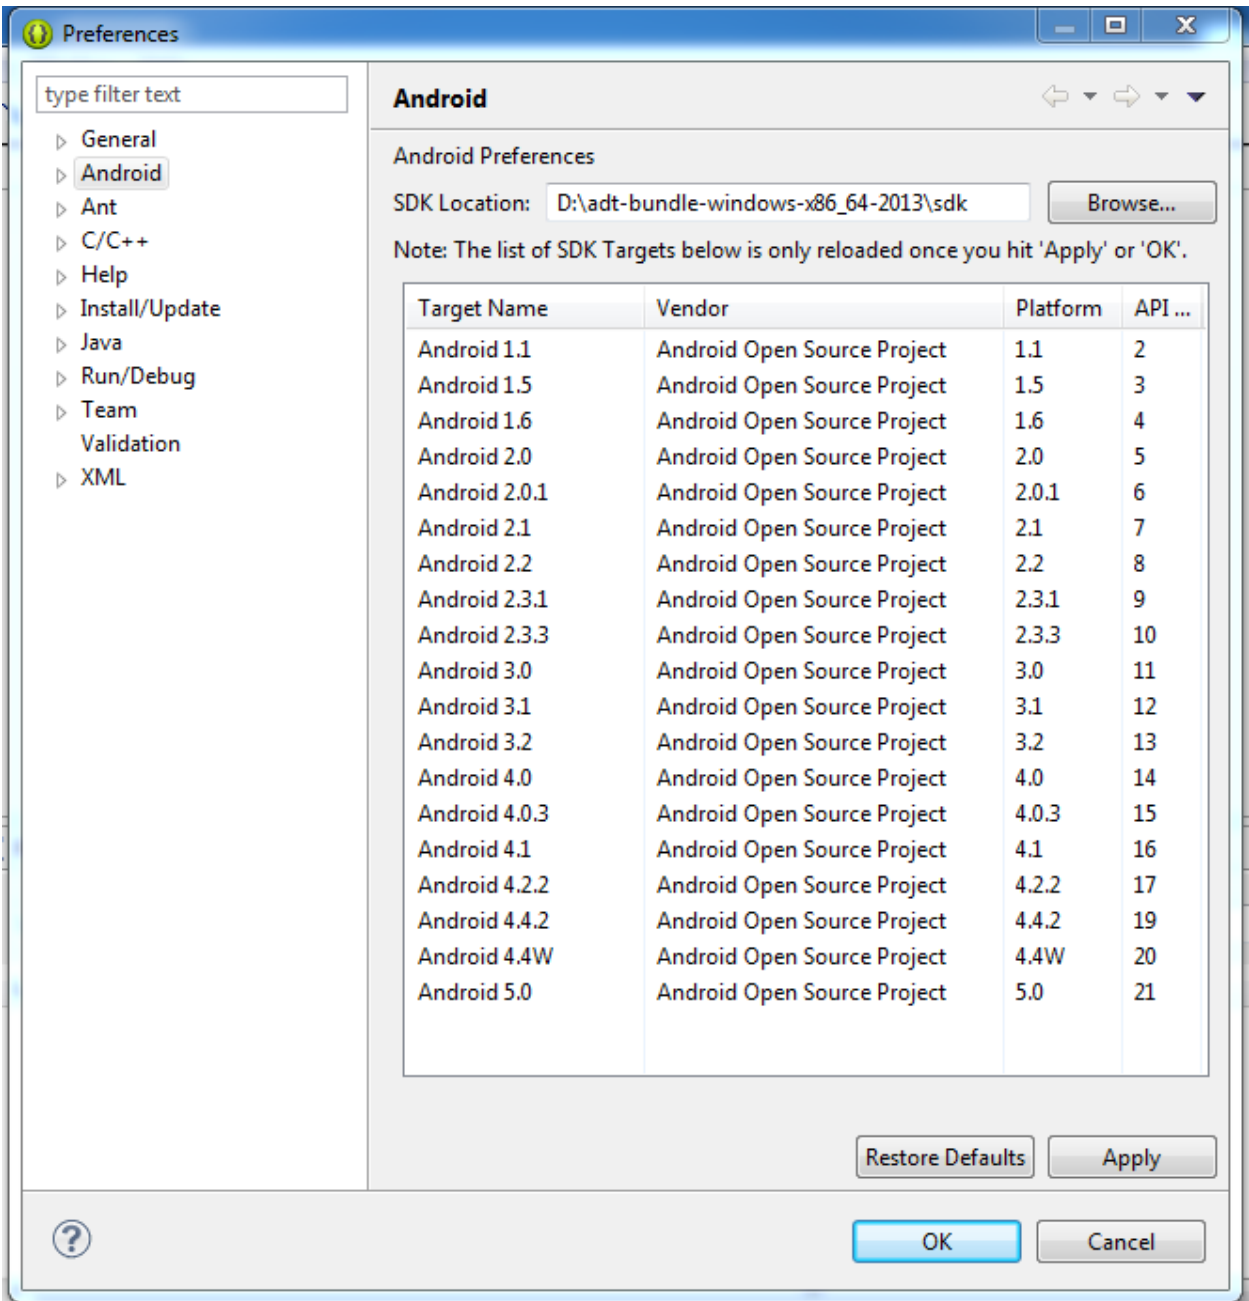 Preferences
type filter text
General
Android
Ant
C/C++
Help
Install/Update
Java
Run/Debug
Team
Validation
XML
Android
Android Preferences
SDK Location: D:\adt-bundle-windows-x86_64-2013\sdk Browse...
Note: The list of SDK Targets below is only reloaded once you hit 'Apply' or 'OK'.
Target Name Vendor Platform API ...
Android 1.1 Android Open Source Project 1.1 2
Android 1.5 Android Open Source Project 1.5 3
Android 1.6 Android Open Source Project 1.6 4
Android 2.0 Android Open Source Project 2.0 5
Android 2.0.1 Android Open Source Project 2.0.1 6
Android 2.1 Android Open Source Project 2.1 7
Android 2.2 Android Open Source Project 2.2 8
Android 2.3.1 Android Open Source Project 2.3.1 9
Android 2.3.3 Android Open Source Project 2.3.3 10
Android 3.0 Android Open Source Project 3.0 11
Android 3.1 Android Open Source Project 3.1 12
Android 3.2 Android Open Source Project 3.2 13
Android 4.0 Android Open Source Project 4.0 14
Android 4.0.3 Android Open Source Project 4.0.3 15
Android 4.1 Android Open Source Project 4.1 16
Android 4.2.2 Android Open Source Project 4.2.2 17
Android 4.4.2 Android Open Source Project 4.4.2 19
Android 4.4W Android Open Source Project 4.4W 20
Android 5.0 Android Open Source Project 5.0 21
Restore Defaults Apply
? OK Cancel